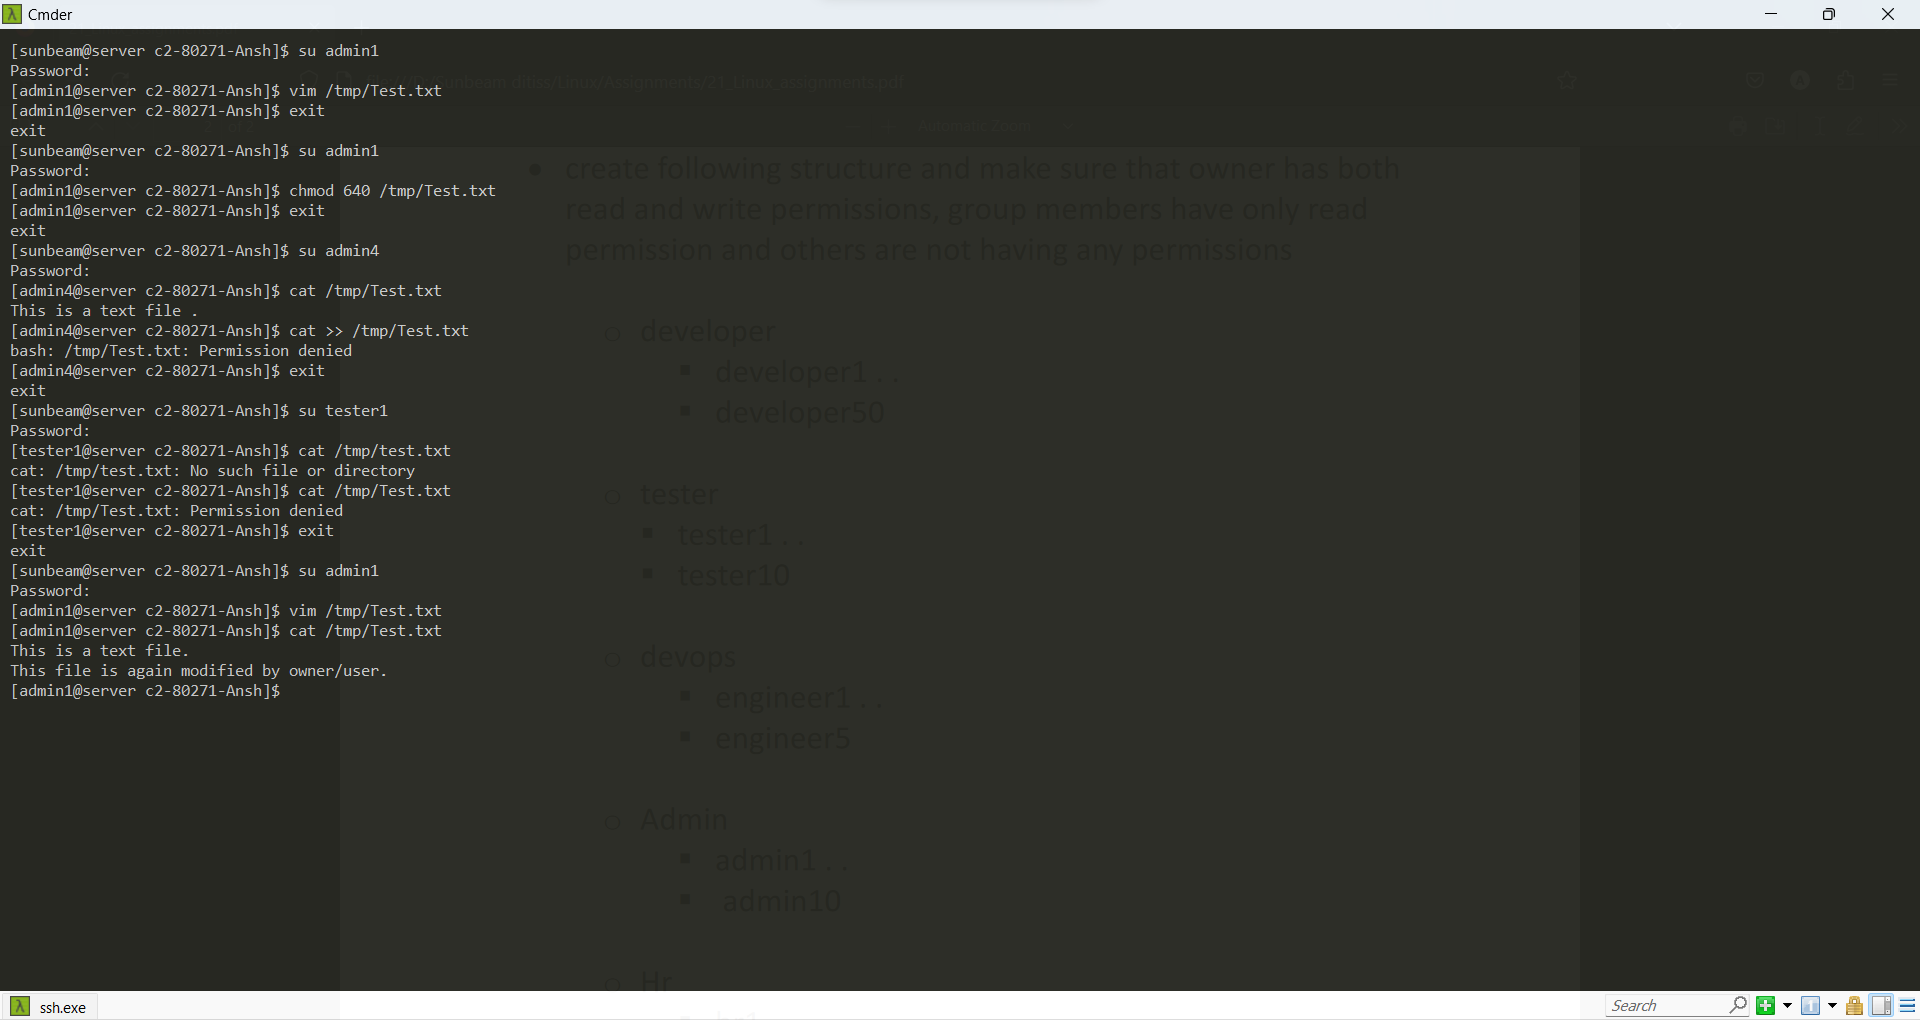 Cmder
[sunbeam@server c2-80271-Ansh]$ su admin1
Password:
[admin1@server c2-80271-Ansh]$ vim /tmp/Test.txt
[admin1@server c2-80271-Ansh]$ exit
exit
[sunbeam@server c2-80271-Ansh]$ su admin1
Password:
[admin1@server c2-80271-Ansh]$ chmod 640 /tmp/Test.txt
[admin1@server c2-80271-Ansh]$ exit
exit
[sunbeam@server c2-80271-Ansh]$ su admin4
Password:
[admin4@server c2-80271-Ansh]$ cat /tmp/Test.txt
This is a text file .
[admin4@server c2-80271-Ansh]$ cat >> /tmp/Test.txt
bash: /tmp/Test.txt: Permission denied
[admin4@server c2-80271-Ansh]$ exit
exit
[sunbeam@server c2-80271-Ansh]$ su tester1
Password:
[tester1@server c2-80271-Ansh]$ cat /tmp/test.txt
cat: /tmp/test.txt: No such file or directory
[tester1@server c2-80271-Ansh]$ cat /tmp/Test.txt
cat: /tmp/Test.txt: Permission denied
[tester1@server c2-80271-Ansh]$ exit
exit
[sunbeam@server c2-80271-Ansh]$ su admin1
Password:
[admin1@server c2-80271-Ansh]$ vim /tmp/Test.txt
[admin1@server c2-80271-Ansh]$ cat /tmp/Test.txt
This is a text file.
This file is again modified by owner/user.
[admin1@server c2-80271-Ansh]$
Automatic Zoom
• create following structure and make sure that owner has both
read and write permissions, group members have only read
permission and others are not having any permissions
o developer
▪ developer1 . .
▪ developer50
o tester
▪ tester1 . .
▪ tester10
o devops
▪ engineer1 . .
▪ engineer5
o Admin
▪ admin1 . .
▪ admin10
o Hr
ssh.exe
Search